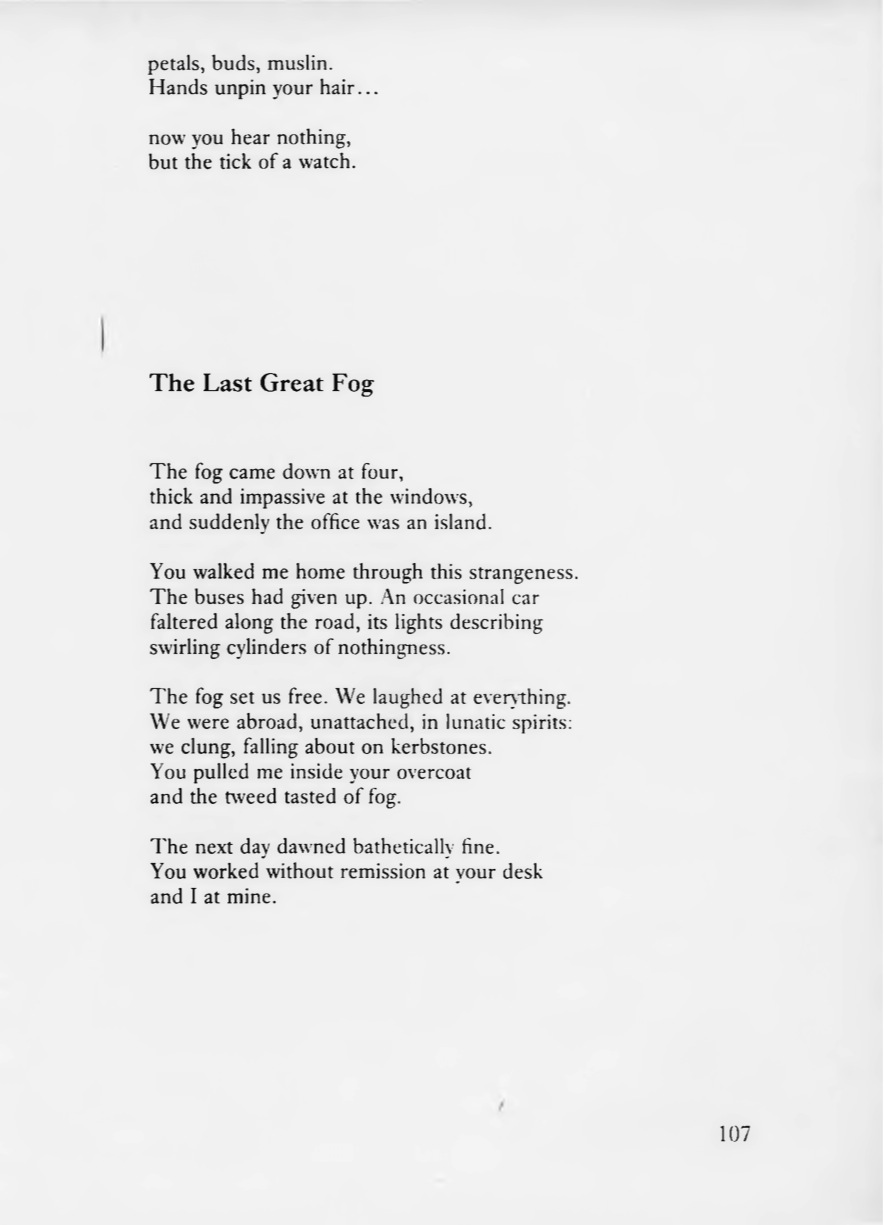 petals, buds, muslin.
Hands unpin your hair...
now you hear nothing,
but the tick of a watch.
The Last Great Fog
The fog came down at four,
thick and impassive at the windows,
and suddenly the office was an island.
You walked me home through this strangeness.
The buses had given up. An occasional car
faltered along the road, its lights describing
swirling cylinders of nothingness.
The fog set us free. We laughed at everything.
We were abroad, unattached, in lunatic spirits:
we clung, falling about on kerbstones.
You pulled me inside your overcoat
and the tweed tasted of fog.
The next day dawned bathetically fine.
You worked without remission at your desk
and I at mine.
107